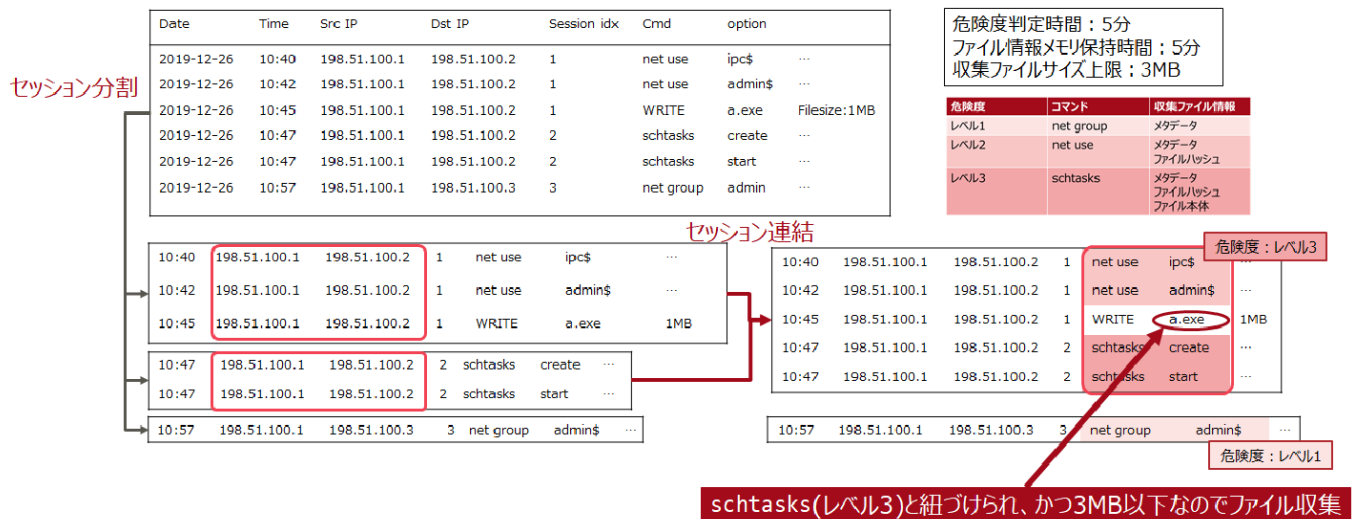 Date Time Src IP Dst IP Session idx Cmd option
2019-12-26 10:40 198.51.100.1 198.51.100.2 1 net use ipc$ …
2019-12-26 10:42 198.51.100.1 198.51.100.2 1 net use admin$ …
2019-12-26 10:45 198.51.100.1 198.51.100.2 1 WRITE a.exe Filesize:1MB
2019-12-26 10:47 198.51.100.1 198.51.100.2 2 schtasks create …
2019-12-26 10:47 198.51.100.1 198.51.100.2 2 schtasks start …
2019-12-26 10:57 198.51.100.1 198.51.100.3 3 net group admin …
セッション分割
危険度判定時間：5分
ファイル情報メモリ保持時間：5分
収集ファイルサイズ上限：3MB
危険度 コマンド 収集ファイル情報
レベル1 net group メタデータ
レベル2 net use メタデータ
ファイルハッシュ
レベル3 schtasks メタデータ
ファイルハッシュ
ファイル本体
セッション連結
10:40 198.51.100.1 198.51.100.2 1 net use ipc$ …
10:42 198.51.100.1 198.51.100.2 1 net use admin$ …
10:45 198.51.100.1 198.51.100.2 1 WRITE a.exe 1MB
10:47 198.51.100.1 198.51.100.2 2 schtasks create …
10:47 198.51.100.1 198.51.100.2 2 schtasks start …
10:57 198.51.100.1 198.51.100.3 3 net group admin$ …
危険度：レベル3
10:40 198.51.100.1 198.51.100.2 1 net use ipc$ …
10:42 198.51.100.1 198.51.100.2 1 net use admin$ …
10:45 198.51.100.1 198.51.100.2 1 WRITE a.exe 1MB
10:47 198.51.100.1 198.51.100.2 2 schtasks create …
10:47 198.51.100.1 198.51.100.2 2 schtasks start …
10:57 198.51.100.1 198.51.100.3 3 net group admin$ …
危険度：レベル1
schtasks(レベル3)と紐づけられ、かつ3MB以下なのでファイル収集